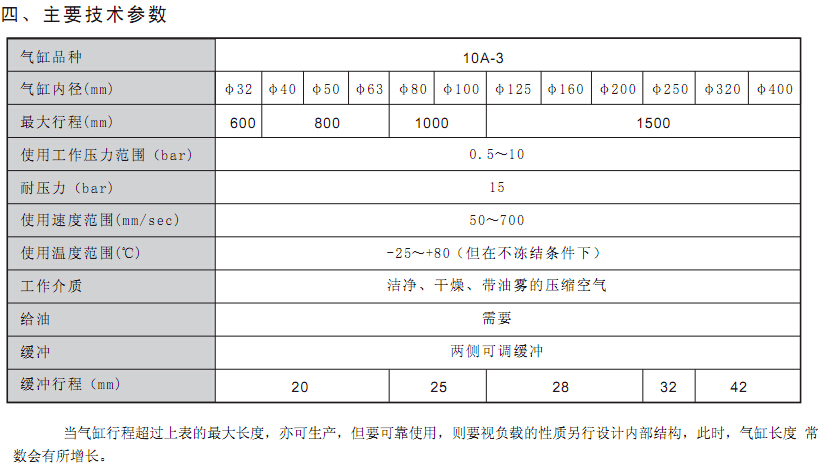 四、主要技术参数
气缸品种 10A-3
气缸内径(mm) φ32 φ40 φ50 φ63 φ80 φ100 φ125 φ160 φ200 φ250 φ320 φ400
最大行程(mm) 600 800 1000 1500
使用工作压力范围（bar) 0.5～10
耐压力（bar) 15
使用速度范围(mm/sec) 50～700
使用温度范围(℃) -25～+80（但在不冻结条件下）
工作介质 洁净、干燥、带油雾的压缩空气
给油 需要
缓冲 两侧可调缓冲
缓冲行程（mm) 20 25 28 32 42
当气缸行程超过上表的最大长度，亦可生产，但要可靠使用，则要视负载的性质另行设计内部结构，此时，气缸长度 常
数会有所增长。